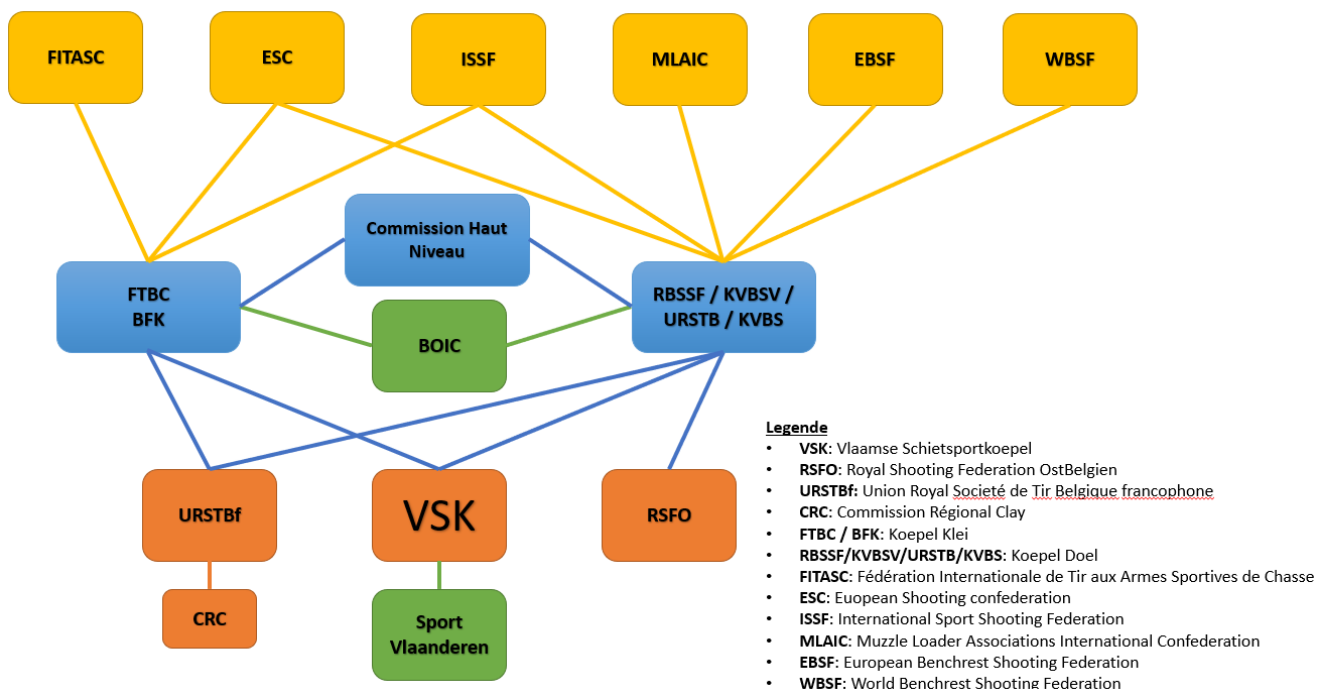 FITASC
ESC
ISSF
MLAIC
EBSF
WBSF
Commission Haut
Niveau
FTBC
BFK
RBSSF / KVBSV /
URSTB / KVBS
BOIC
URSTBf
VSK
RSFO
CRC
Sport
Vlaanderen
Legende
• VSK: Vlaamse Schietsportkoepel
• RSFO: Royal Shooting Federation OstBelgien
• URSTBf: Union Royal Societé de Tir Belgique francophone
• CRC: Commission Régional Clay
• FTBC / BFK: Koepel Klei
• RBSSF/KVBSV/URSTB/KVBS: Koepel Doel
• FITASC: Fédération Internationale de Tir aux Armes Sportives de Chasse
• ESC: Euopean Shooting confederation
• ISSF: International Sport Shooting Federation
• MLAIC: Muzzle Loader Associations International Confederation
• EBSF: European Benchrest Shooting Federation
• WBSF: World Benchrest Shooting Federation